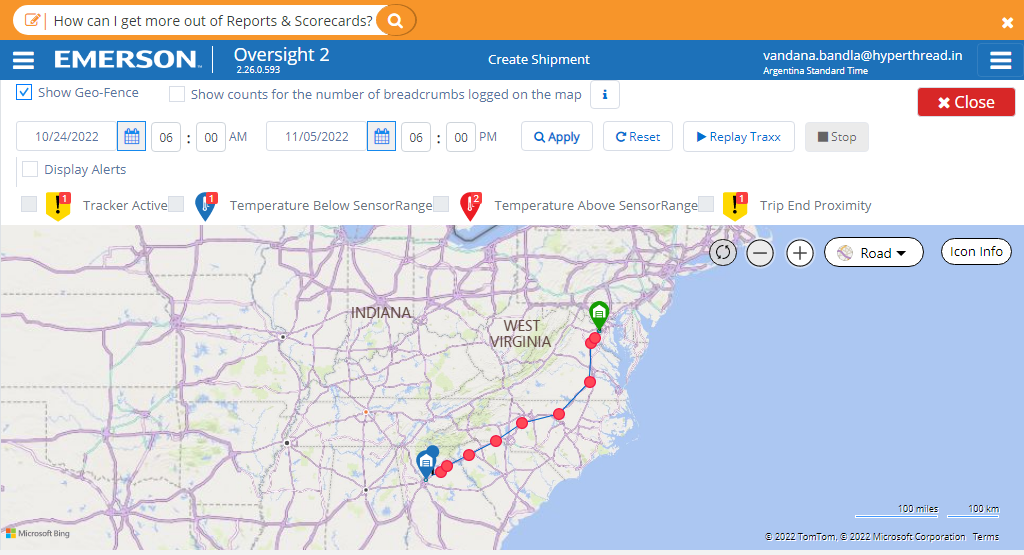 How can I get more out of Reports & Scorecards?
EMERSON
Oversight 2
2.26.0.593
Create Shipment
vandana.bandla@hyperthread.in
Argentina Standard Time
Show Geo-Fence
Show counts for the number of breadcrumbs logged on the map
i
Close
10/24/2022
06 : 00 AM
11/05/2022
06 : 00 PM
Apply
Reset
Replay Traxx
Stop
Display Alerts
! 1 Tracker Active
1 Temperature Below SensorRange
2 Temperature Above SensorRange
! 1 Trip End Proximity
Road
Icon Info
INDIANA
WEST
VIRGINIA
100 miles
100 km
Microsoft Bing
© 2022 TomTom, © 2022 Microsoft Corporation Terms